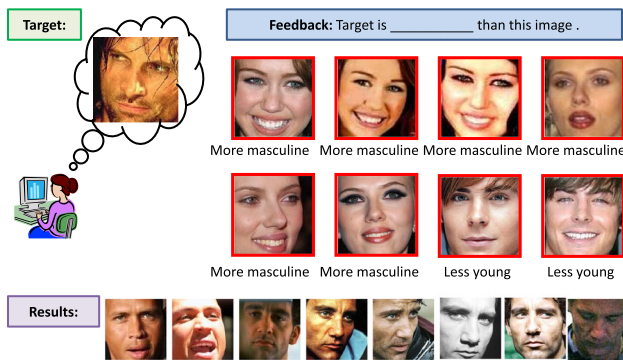 Target:
Feedback: Target is ____________ than this image .
More masculine More masculine More masculine More masculine
More masculine More masculine Less young Less young
Results: